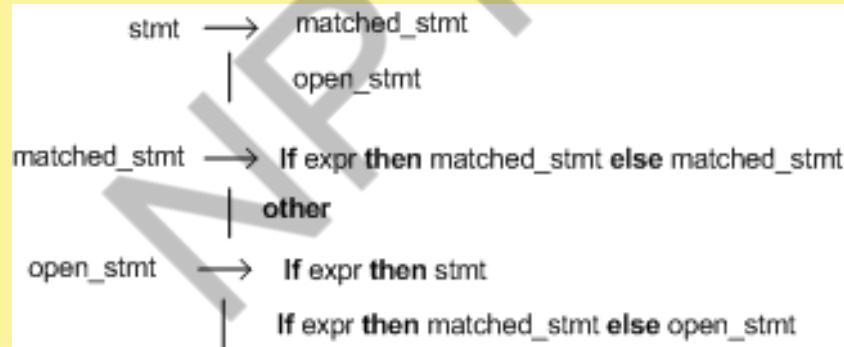 stmt → matched_stmt
| open_stmt
matched_stmt → If expr then matched_stmt else matched_stmt
| other
open_stmt → If expr then stmt
| If expr then matched_stmt else open_stmt